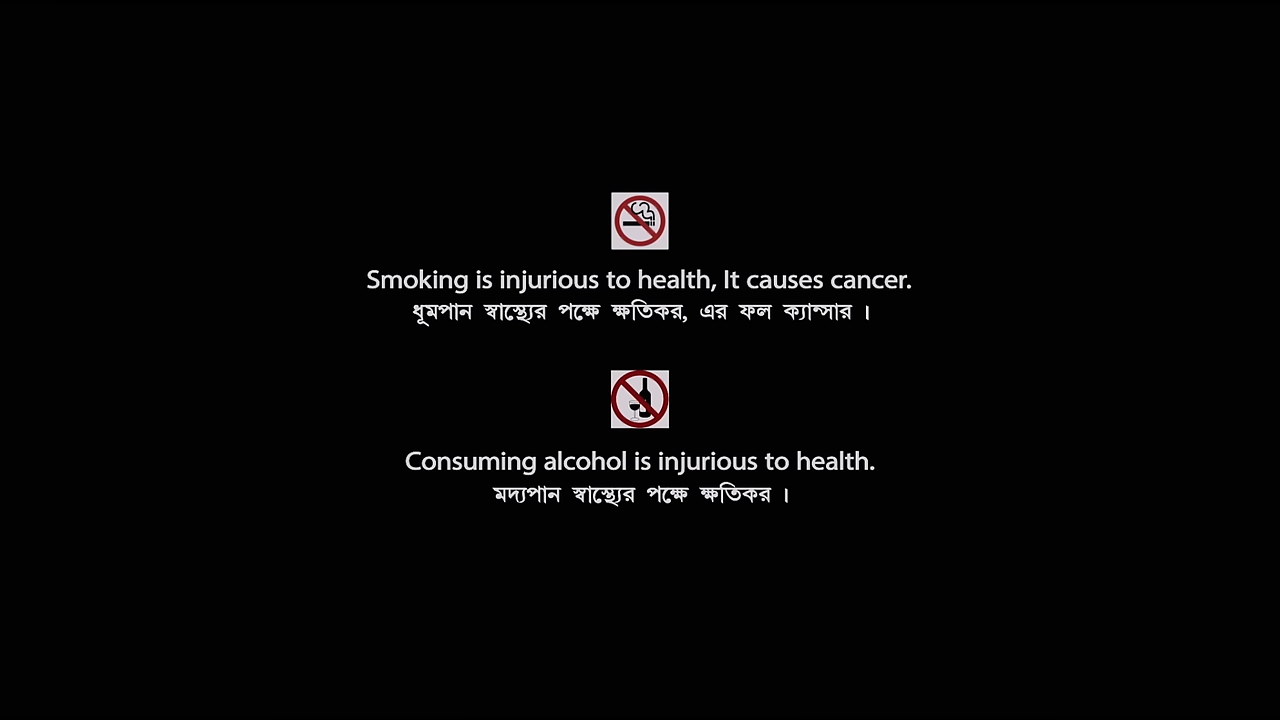 Smoking is injurious to health, It causes cancer.
ধূমপান স্বাস্থ্যের পক্ষে ক্ষতিকর, এর ফল ক্যান্সার ।
Consuming alcohol is injurious to health.
মদ্যপান স্বাস্থ্যের পক্ষে ক্ষতিকর ।